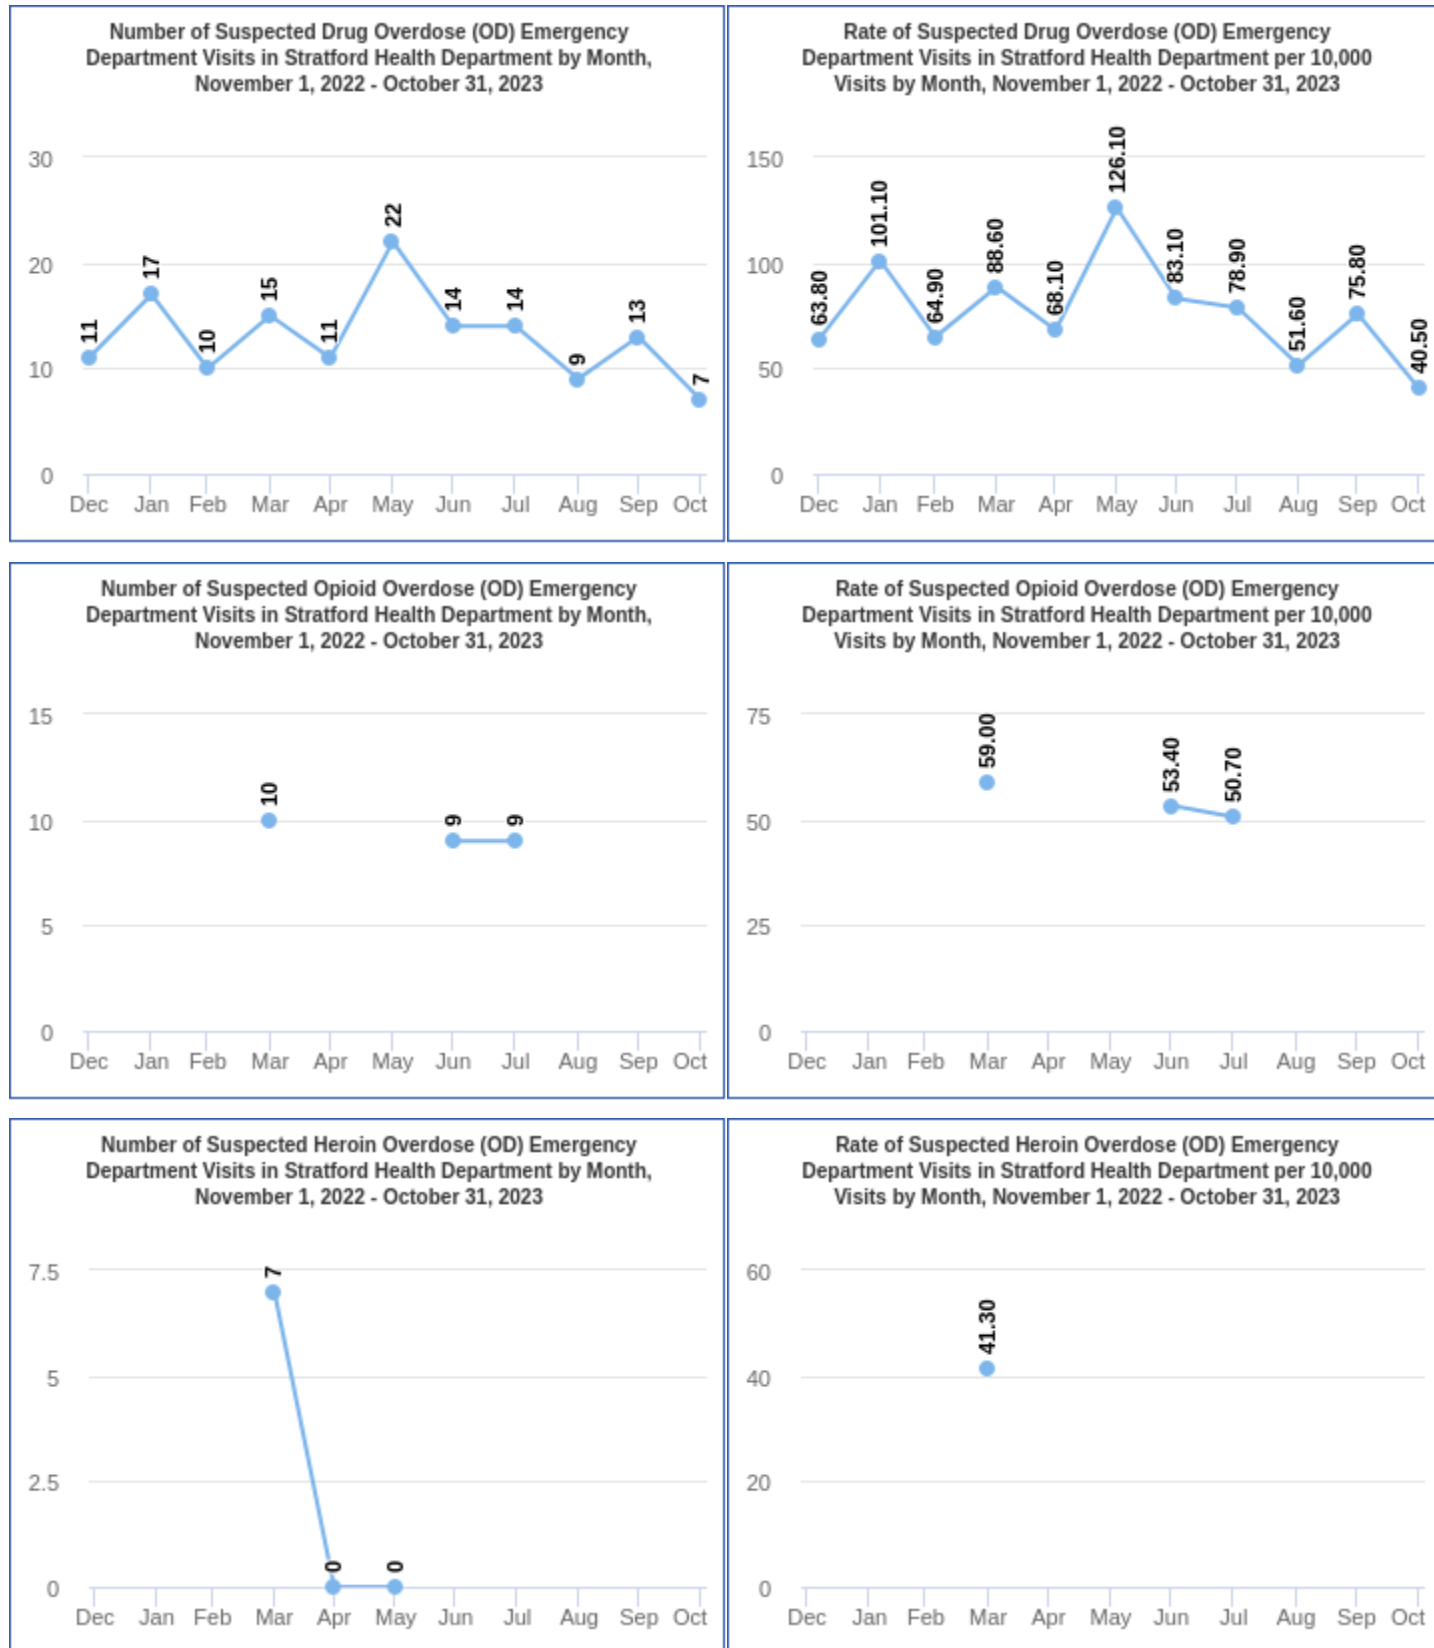 Number of Suspected Drug Overdose (OD) Emergency
Department Visits in Stratford Health Department by Month,
November 1, 2022 - October 31, 2023
30
20
10
0
11
17
10
15
11
22
14
14
9
13
7
Dec Jan Feb Mar Apr May Jun Jul Aug Sep Oct
Rate of Suspected Drug Overdose (OD) Emergency
Department Visits in Stratford Health Department per 10,000
Visits by Month, November 1, 2022 - October 31, 2023
150
100
50
0
63.80
101.10
64.90
88.60
68.10
126.10
83.10
78.90
51.60
75.80
40.50
Dec Jan Feb Mar Apr May Jun Jul Aug Sep Oct
Number of Suspected Opioid Overdose (OD) Emergency
Department Visits in Stratford Health Department by Month,
November 1, 2022 - October 31, 2023
15
10
5
0
10
9
9
Dec Jan Feb Mar Apr May Jun Jul Aug Sep Oct
Rate of Suspected Opioid Overdose (OD) Emergency
Department Visits in Stratford Health Department per 10,000
Visits by Month, November 1, 2022 - October 31, 2023
75
50
25
0
59.00
53.40
50.70
Dec Jan Feb Mar Apr May Jun Jul Aug Sep Oct
Number of Suspected Heroin Overdose (OD) Emergency
Department Visits in Stratford Health Department by Month,
November 1, 2022 - October 31, 2023
7.5
5
2.5
0
7
0
0
Dec Jan Feb Mar Apr May Jun Jul Aug Sep Oct
Rate of Suspected Heroin Overdose (OD) Emergency
Department Visits in Stratford Health Department per 10,000
Visits by Month, November 1, 2022 - October 31, 2023
60
40
20
0
41.30
Dec Jan Feb Mar Apr May Jun Jul Aug Sep Oct